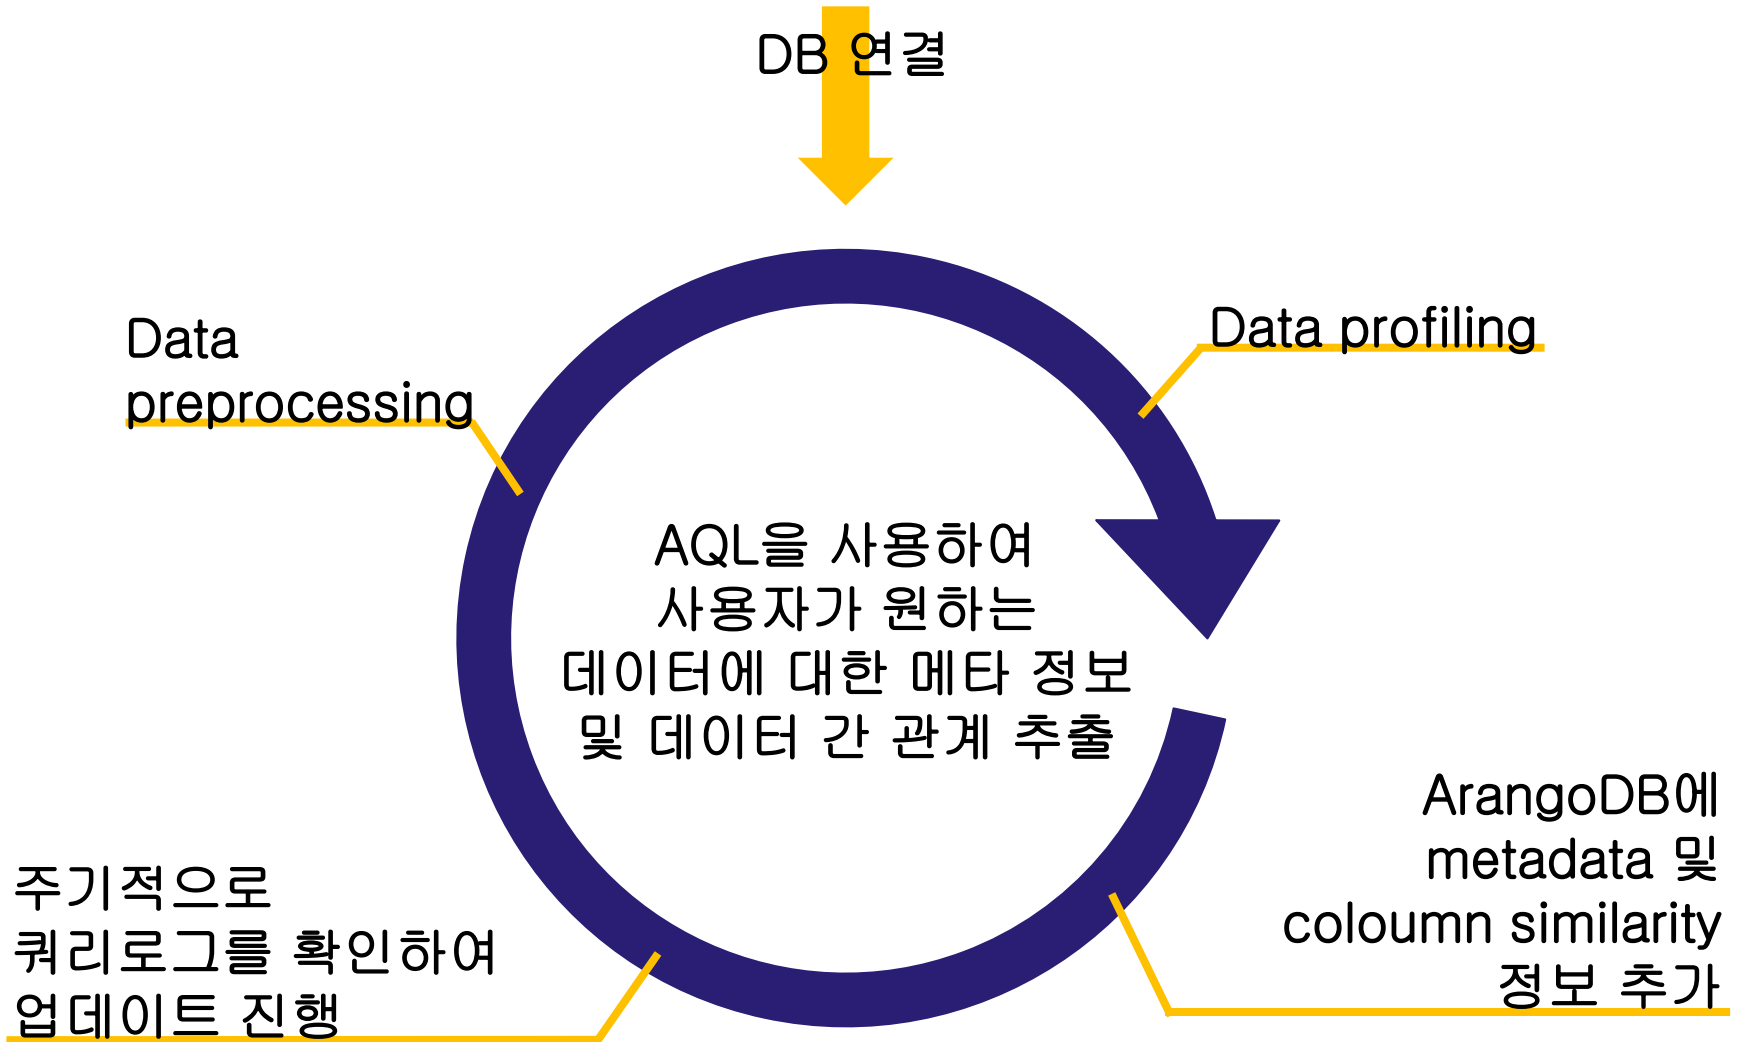 DB 연결
Data
preprocessing
Data profiling
AQL을 사용하여
사용자가 원하는
데이터에 대한 메타 정보
및 데이터 간 관계 추출
ArangoDB에
metadata 및
coloumn similarity
정보 추가
주기적으로
쿼리로그를 확인하여
업데이트 진행